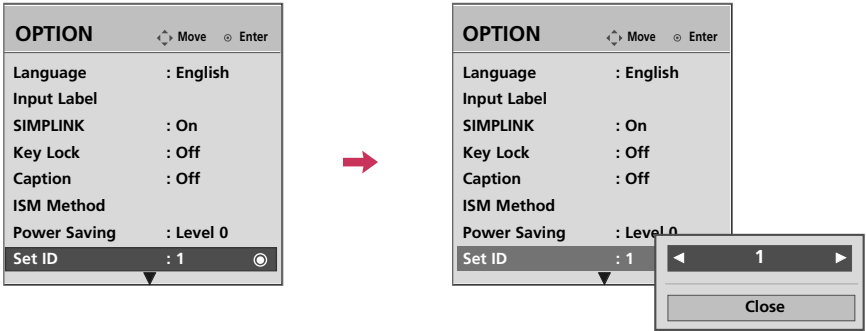 OPTION Move Enter
Language : English
Input Label
SIMPLINK : On
Key Lock : Off
Caption : Off
ISM Method
Power Saving : Level 0
Set ID : 1
OPTION Move Enter
Language : English
Input Label
SIMPLINK : On
Key Lock : Off
Caption : Off
ISM Method
Power Saving : Level 0
Set ID : 1
1
Close